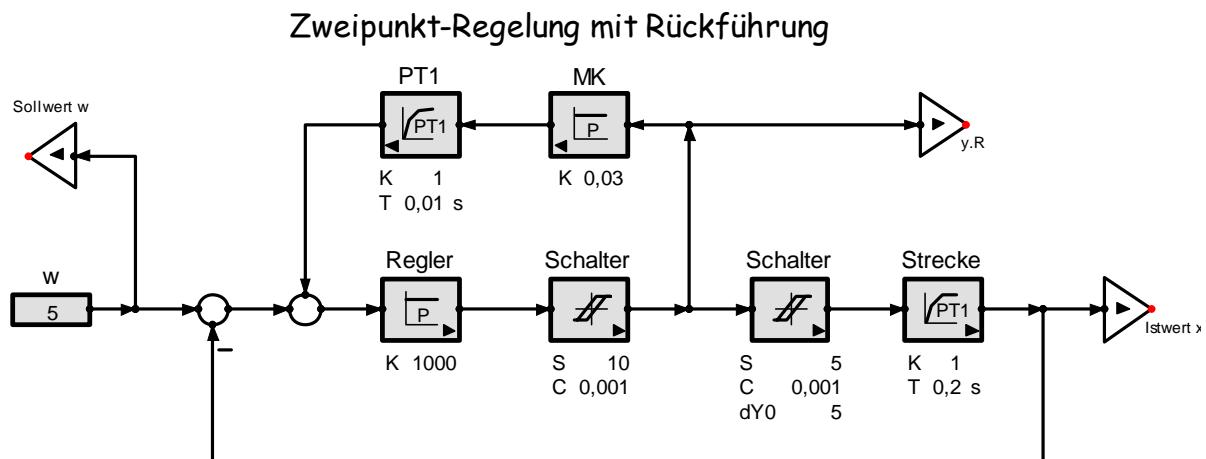 Zweipunkt-Regelung mit Rückführung
PT1
MK
Sollwert w
PT1
P
y.R
K 1
T 0,01 s
K 0,03
w
Regler
Schalter
Schalter
Strecke
5
P
PT1
Istwert x
–
K 1000
S 10
C 0,001
S 5
C 0,001
dY0 5
K 1
T 0,2 s